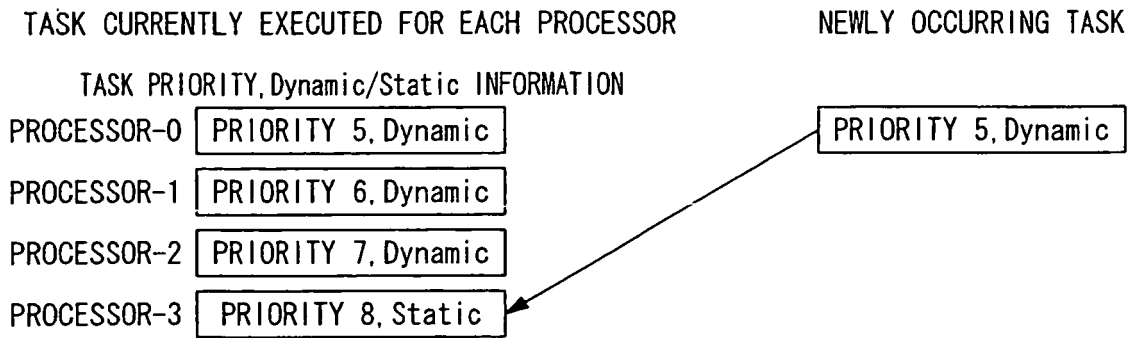 TASK CURRENTLY EXECUTED FOR EACH PROCESSOR NEWLY OCCURRING TASK
TASK PRIORITY, Dynamic/Static INFORMATION
PROCESSOR-0 PRIORITY 5, Dynamic PRIORITY 5, Dynamic
PROCESSOR-1 PRIORITY 6, Dynamic
PROCESSOR-2 PRIORITY 7, Dynamic
PROCESSOR-3 PRIORITY 8, Static